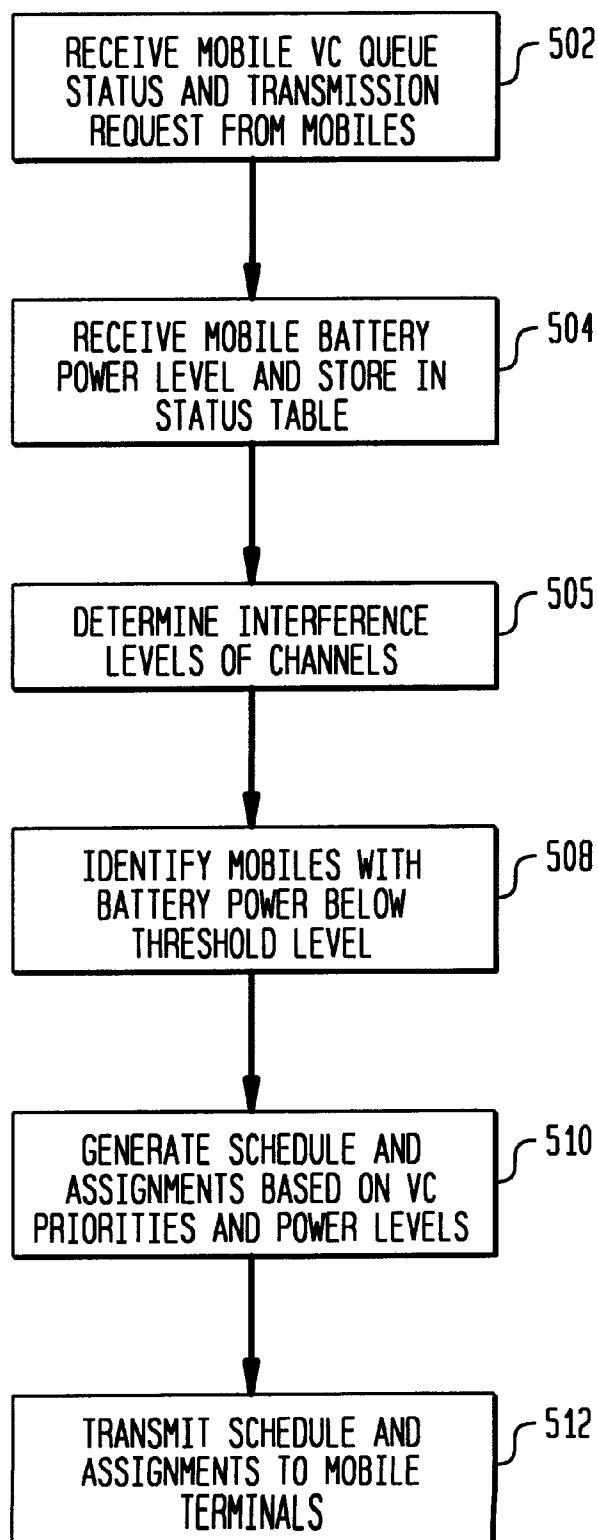 RECEIVE MOBILE VC QUEUE
STATUS AND TRANSMISSION
REQUEST FROM MOBILES
502
RECEIVE MOBILE BATTERY
POWER LEVEL AND STORE IN
STATUS TABLE
504
DETERMINE INTERFERENCE
LEVELS OF CHANNELS
505
IDENTIFY MOBILES WITH
BATTERY POWER BELOW
THRESHOLD LEVEL
508
GENERATE SCHEDULE AND
ASSIGNMENTS BASED ON VC
PRIORITIES AND POWER LEVELS
510
TRANSMIT SCHEDULE AND
ASSIGNMENTS TO MOBILE
TERMINALS
512